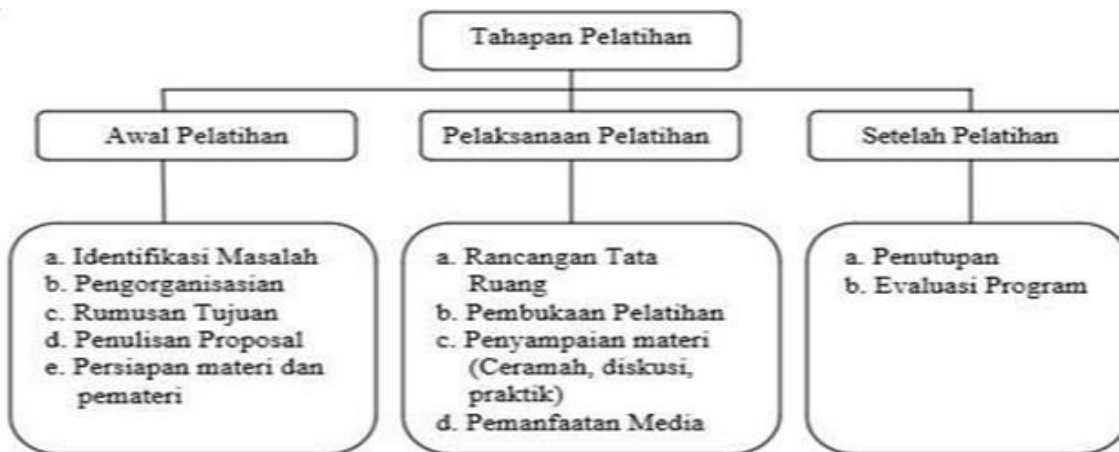 Tahapan Pelatihan
Awal Pelatihan
Pelaksanaan Pelatihan
Setelah Pelatihan
a. Identifikasi Masalah
b. Pengorganisasian
c. Rumusan Tujuan
d. Penulisan Proposal
e. Persiapan materi dan
pemateri
a. Rancangan Tata
Ruang
b. Pembukaan Pelatihan
c. Penyampaian materi
(Ceramah, diskusi,
praktik)
d. Pemanfaatan Media
a. Penutupan
b. Evaluasi Program